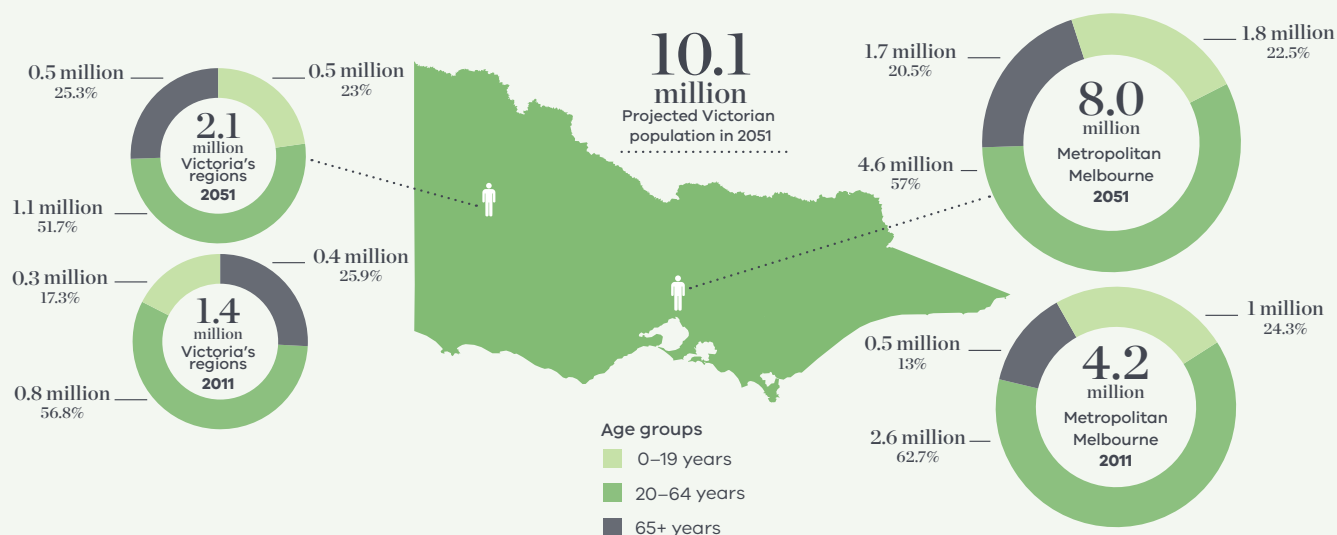 10.1
million
Projected Victorian
population in 2051
0.5 million
25.3%
0.5 million
23%
2.1
million
Victoria's
regions
2051
1.1 million
51.7%
0.3 million
17.3%
0.4 million
25.9%
1.4
million
Victoria's
regions
2011
0.8 million
56.8%
1.7 million
20.5%
1.8 million
22.5%
8.0
million
Metropolitan
Melbourne
2051
4.6 million
57%
0.5 million
13%
1 million
24.3%
4.2
million
Metropolitan
Melbourne
2011
2.6 million
62.7%
Age groups
0–19 years
20–64 years
65+ years